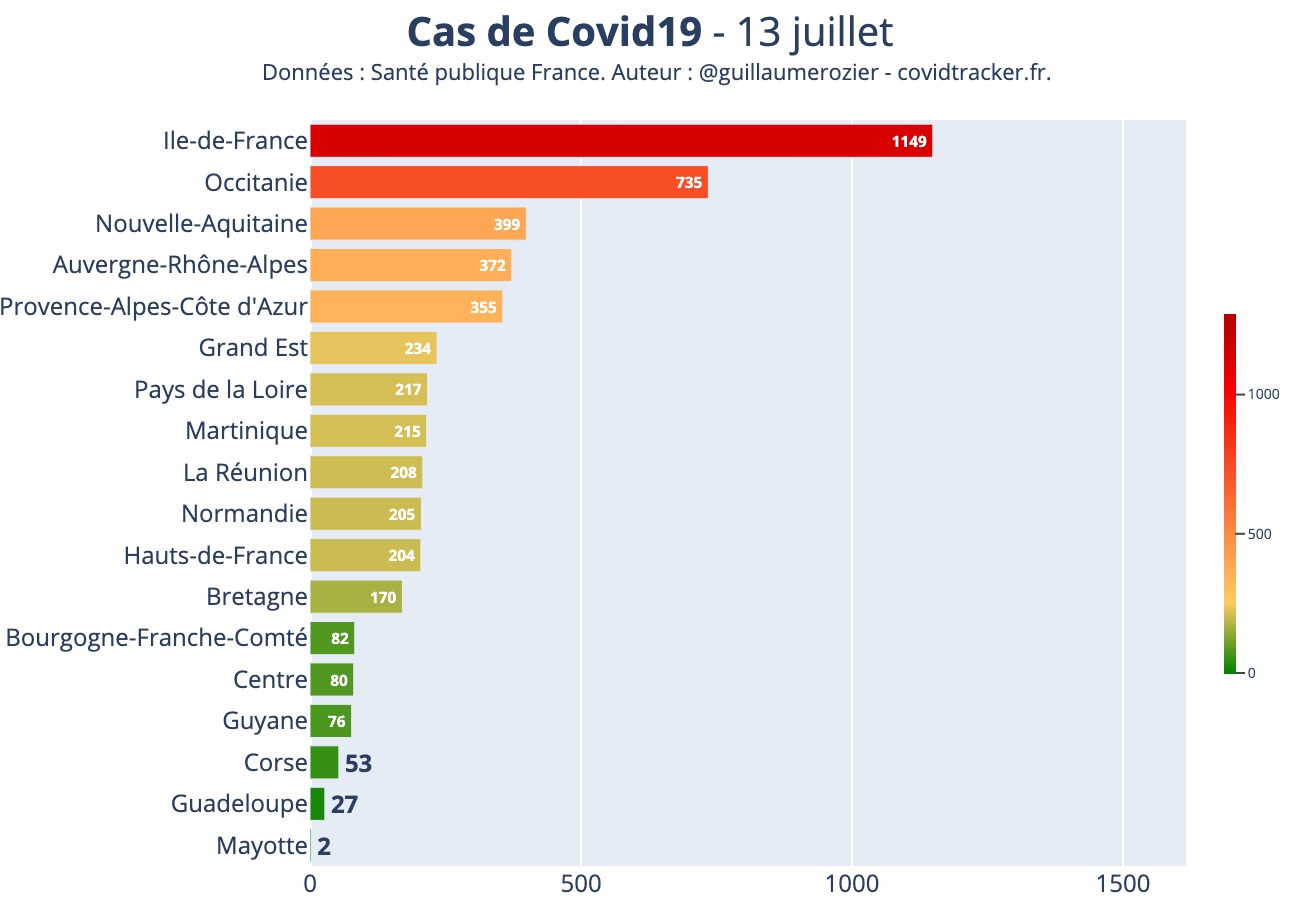 Cas de Covid19 - 13 juillet
Données : Santé publique France. Auteur : @guillaumerozier - covidtracker.fr.
Ile-de-France 1149
Occitanie 735
Nouvelle-Aquitaine 399
Auvergne-Rhône-Alpes 372
Provence-Alpes-Côte d'Azur 355
Grand Est 234
Pays de la Loire 217
Martinique 215
La Réunion 208
Normandie 205
Hauts-de-France 204
Bretagne 170
Bourgogne-Franche-Comté 82
Centre 80
Guyane 76
Corse 53
Guadeloupe 27
Mayotte 2
0 500 1000 1500
1000
500
0